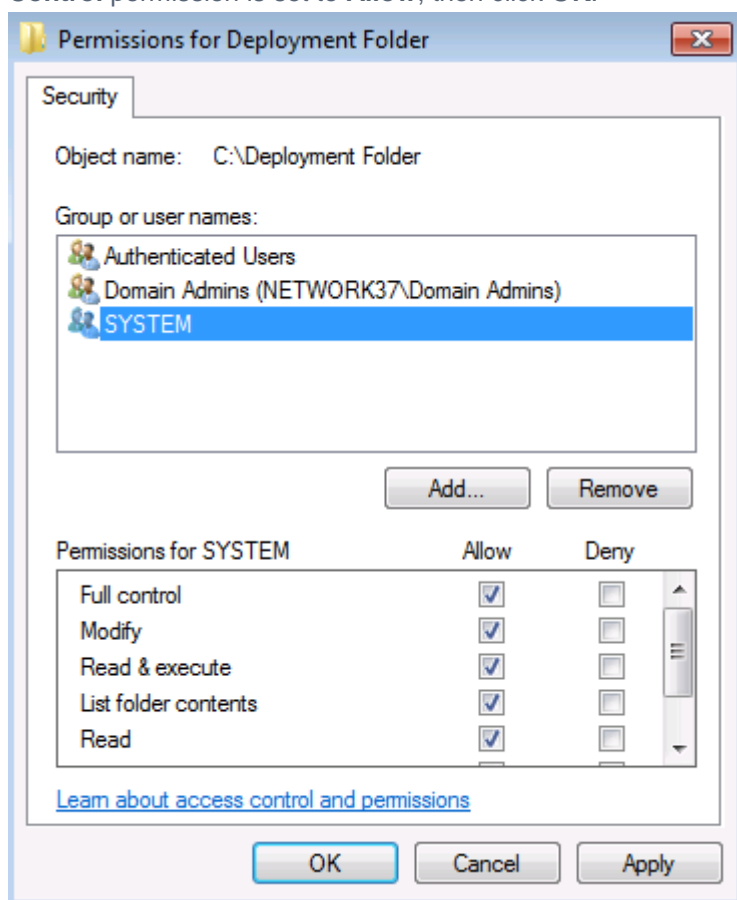 Permissions for Deployment Folder
Security
Object name: C:\Deployment Folder
Group or user names:
Authenticated Users
Domain Admins (NETWORK37\Domain Admins)
SYSTEM
Add... Remove
Permissions for SYSTEM Allow Deny
Full control
Modify
Read & execute
List folder contents
Read
Learn about access control and permissions
OK Cancel Apply